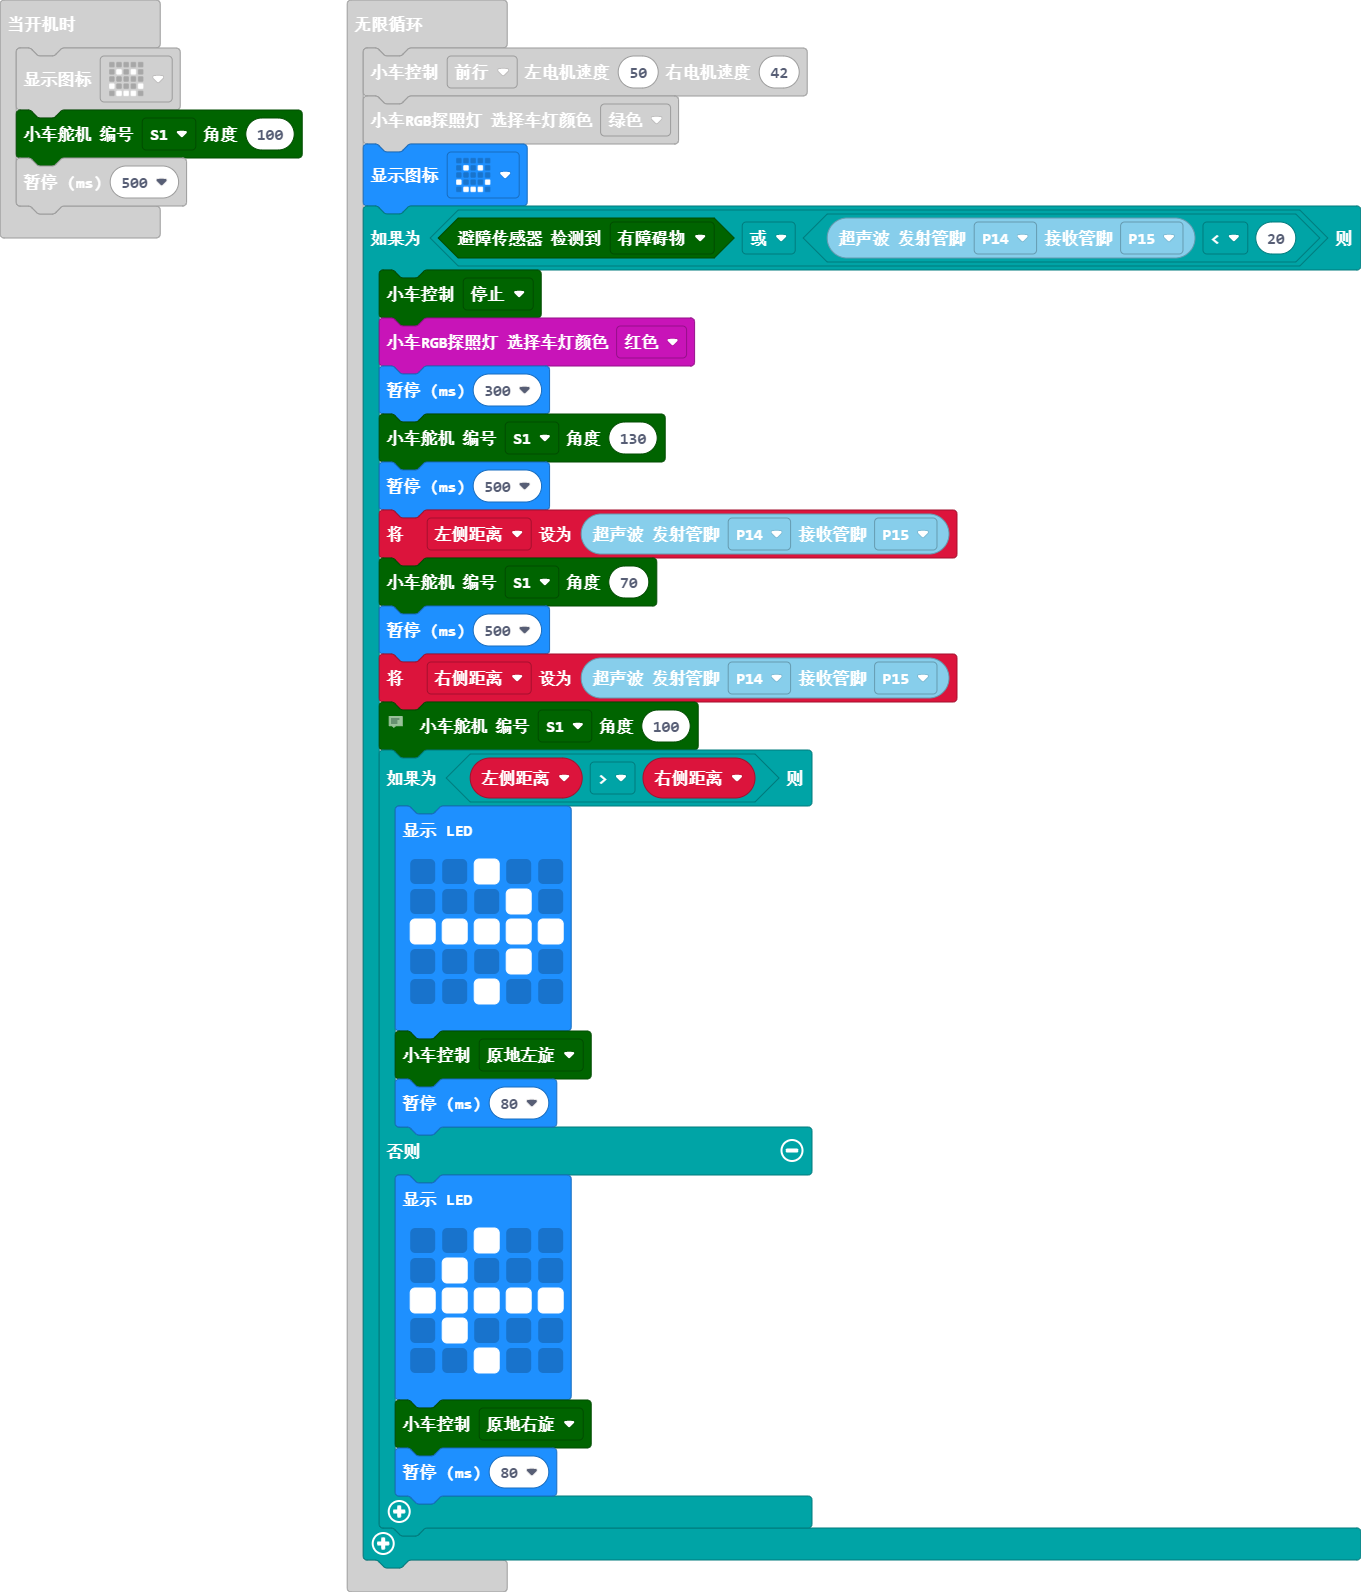 当开机时
显示图标
小车舵机 编号 S1 角度 100
暂停 (ms) 500
无限循环
小车控制 前行 左电机速度 50 右电机速度 42
小车RGB探照灯 选择车灯颜色 绿色
显示图标
如果为 避障传感器 检测到 有障碍物 或 超声波 发射管脚 P14 接收管脚 P15 < 20 则
小车控制 停止
小车RGB探照灯 选择车灯颜色 红色
暂停 (ms) 300
小车舵机 编号 S1 角度 130
暂停 (ms) 500
将 左侧距离 设为 超声波 发射管脚 P14 接收管脚 P15
小车舵机 编号 S1 角度 70
暂停 (ms) 500
将 右侧距离 设为 超声波 发射管脚 P14 接收管脚 P15
小车舵机 编号 S1 角度 100
如果为 左侧距离 > 右侧距离 则
显示 LED
小车控制 原地左旋
暂停 (ms) 80
否则
显示 LED
小车控制 原地右旋
暂停 (ms) 80